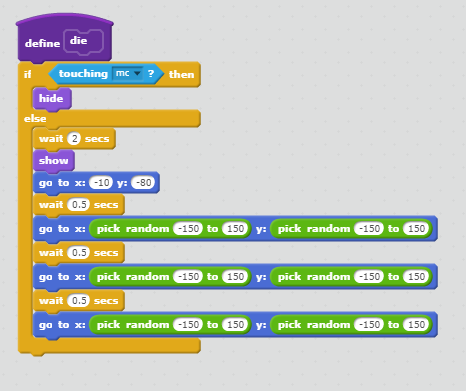 define die
if touching mc ? then
hide
else
wait 2 secs
show
go to x: -10 y: -80
wait 0.5 secs
go to x: pick random -150 to 150 y: pick random -150 to 150
wait 0.5 secs
go to x: pick random -150 to 150 y: pick random -150 to 150
wait 0.5 secs
go to x: pick random -150 to 150 y: pick random -150 to 150